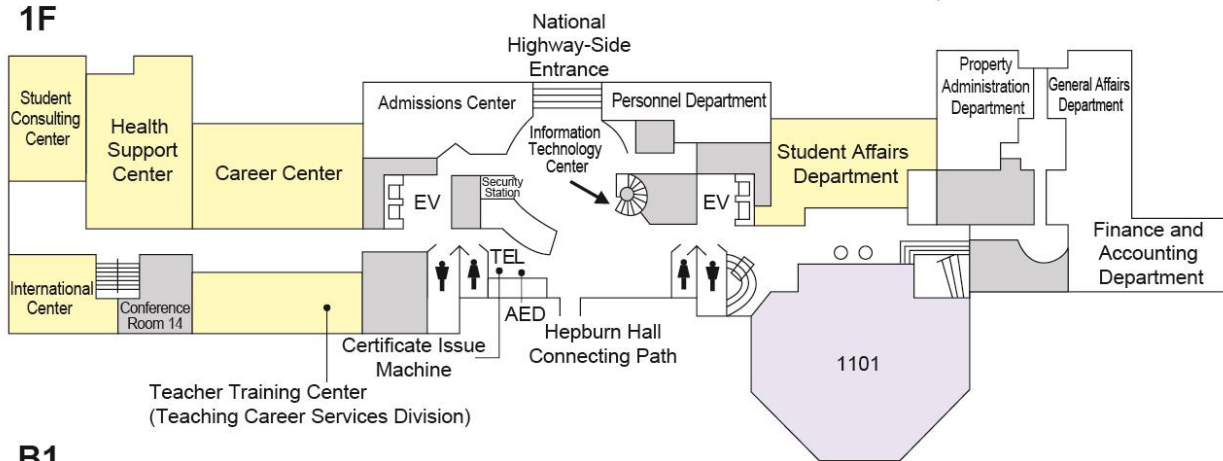 1F
National
Highway-Side
Entrance
Student
Consulting
Center
Health
Support
Center
Career Center
Admissions Center
Personnel Department
Information
Technology
Center
Student Affairs
Department
Property
Administration
Department
General Affairs
Department
EV
Security
Station
EV
Finance and
Accounting
Department
International
Center
Conference
Room 14
TEL
AED
Certificate Issue
Machine
Hepburn Hall
Connecting Path
1101
Teacher Training Center
(Teaching Career Services Division)
B1